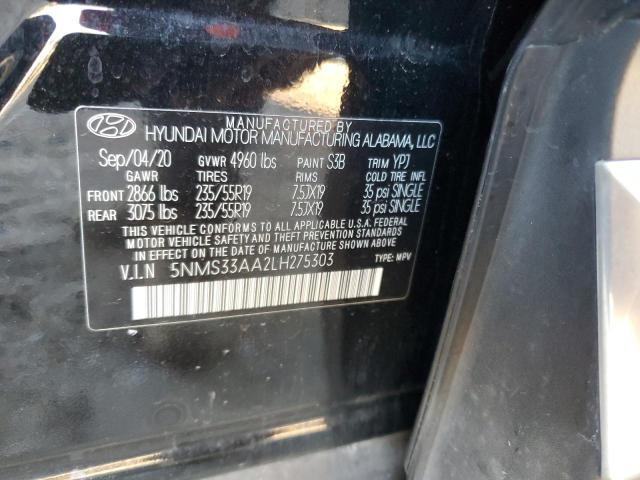 MANUFACTURED BY
HYUNDAI MOTOR MANUFACTURING ALABAMA, LLC
Sep/04/20 GVWR 4960 lbs PAINT S3B TRIM YPJ
GAWR TIRES RIMS COLD TIRE INFL
FRONT 2866 lbs 235/55R19 7.5JX19 35 psi SINGLE
REAR 3075 lbs 235/55R19 7.5JX19 35 psi SINGLE
THIS VEHICLE CONFORMS TO ALL APPLICABLE FEDERAL
MOTOR VEHICLE SAFETY AND THEFT PREVENTION STANDARDS
IN EFFECT ON THE DATE OF MANUFACTURE SHOWN ABOVE.
V.I.N 5NMS33AA2LH275303 TYPE: MPV